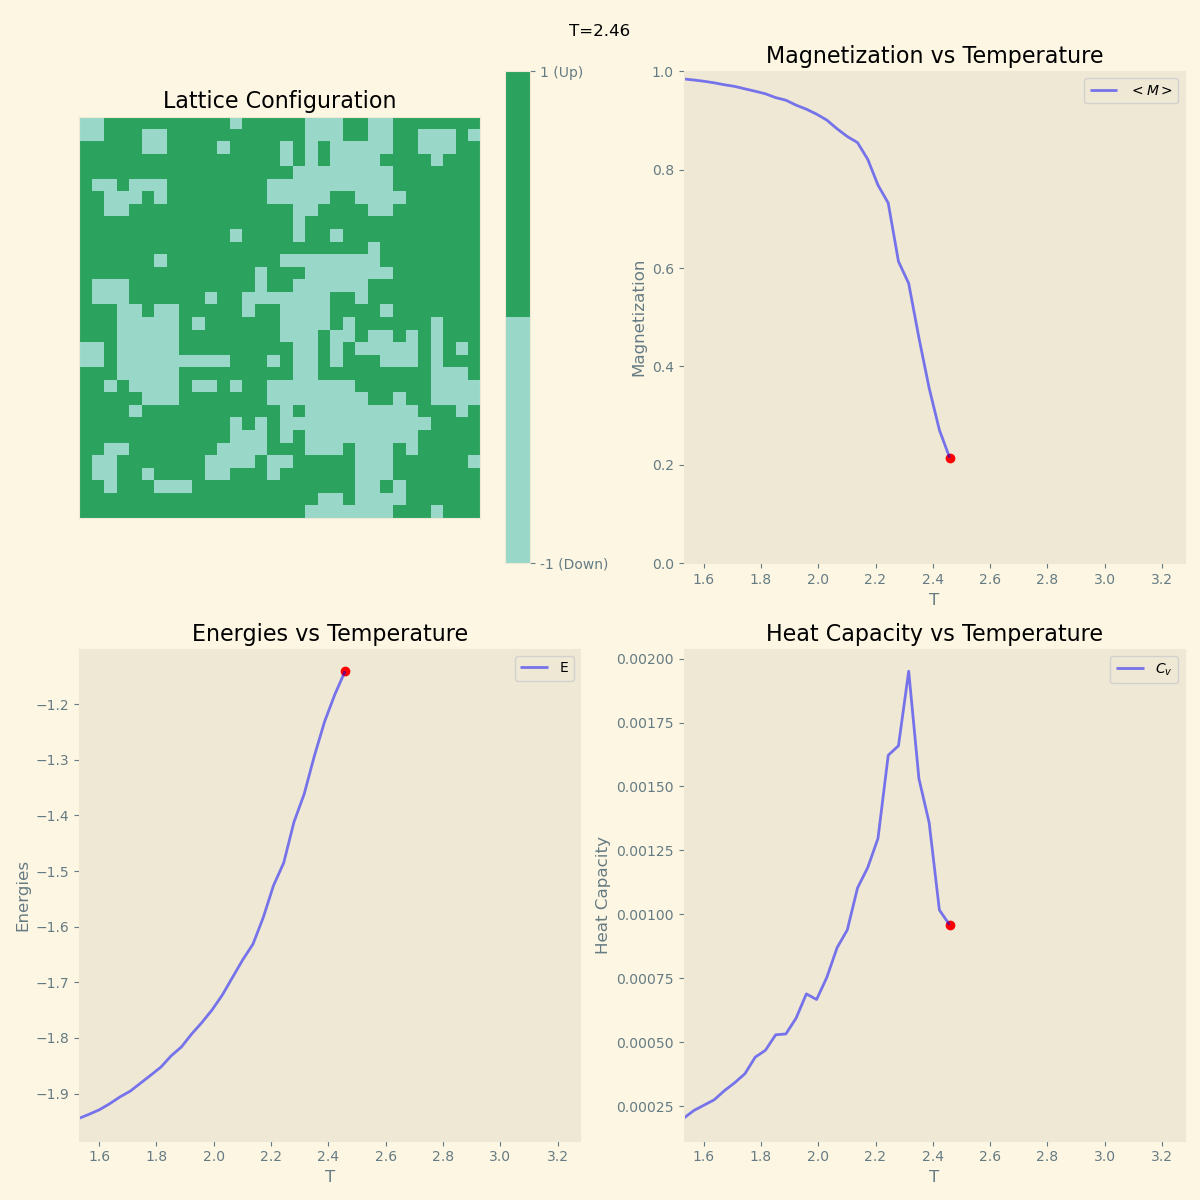 T=2.46
Lattice Configuration
1 (Up)
-1 (Down)
Magnetization vs Temperature
<M>
Magnetization
1.0
0.8
0.6
0.4
0.2
0.0
1.6 1.8 2.0 2.2 2.4 2.6 2.8 3.0 3.2
T
Energies vs Temperature
E
Energies
−1.2
−1.3
−1.4
−1.5
−1.6
−1.7
−1.8
−1.9
1.6 1.8 2.0 2.2 2.4 2.6 2.8 3.0 3.2
T
Heat Capacity vs Temperature
Cv
Heat Capacity
0.00200
0.00175
0.00150
0.00125
0.00100
0.00075
0.00050
0.00025
1.6 1.8 2.0 2.2 2.4 2.6 2.8 3.0 3.2
T